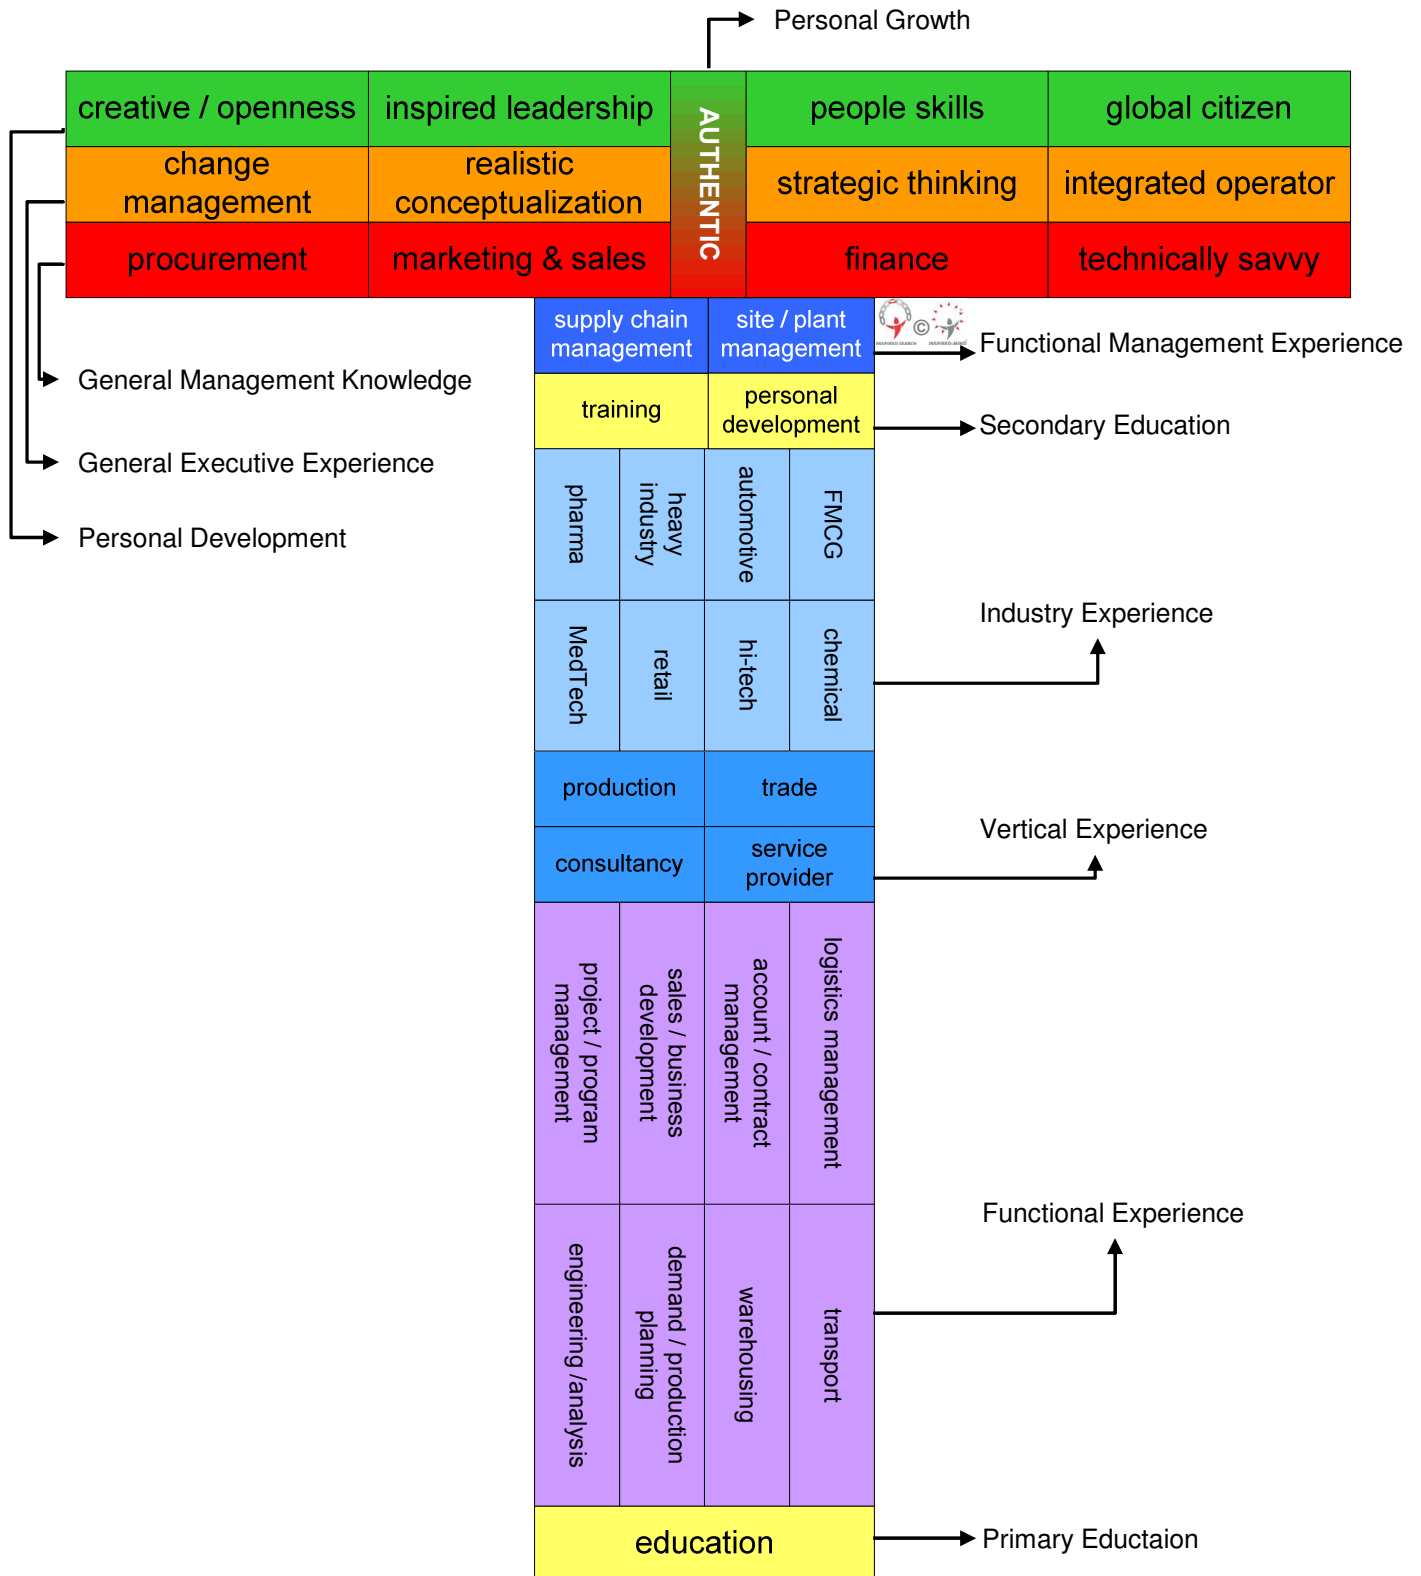 Personal Growth
creative / openness
inspired leadership
AUTHENTIC
people skills
global citizen
change
management
realistic
conceptualization
strategic thinking
integrated operator
procurement
marketing & sales
finance
technically savvy
supply chain
management
site / plant
management
©
INSPIRED-SEARCH
INSPIRED-MIND
Functional Management Experience
General Management Knowledge
training
personal
development
Secondary Education
General Executive Experience
Personal Development
pharma
heavy
industry
automotive
FMCG
MedTech
retail
hi-tech
chemical
Industry Experience
production
trade
Vertical Experience
consultancy
service
provider
project / program
management
sales / business
development
account / contract
management
logistics management
Functional Experience
engineering /analysis
demand / production
planning
warehousing
transport
education
Primary Eductaion